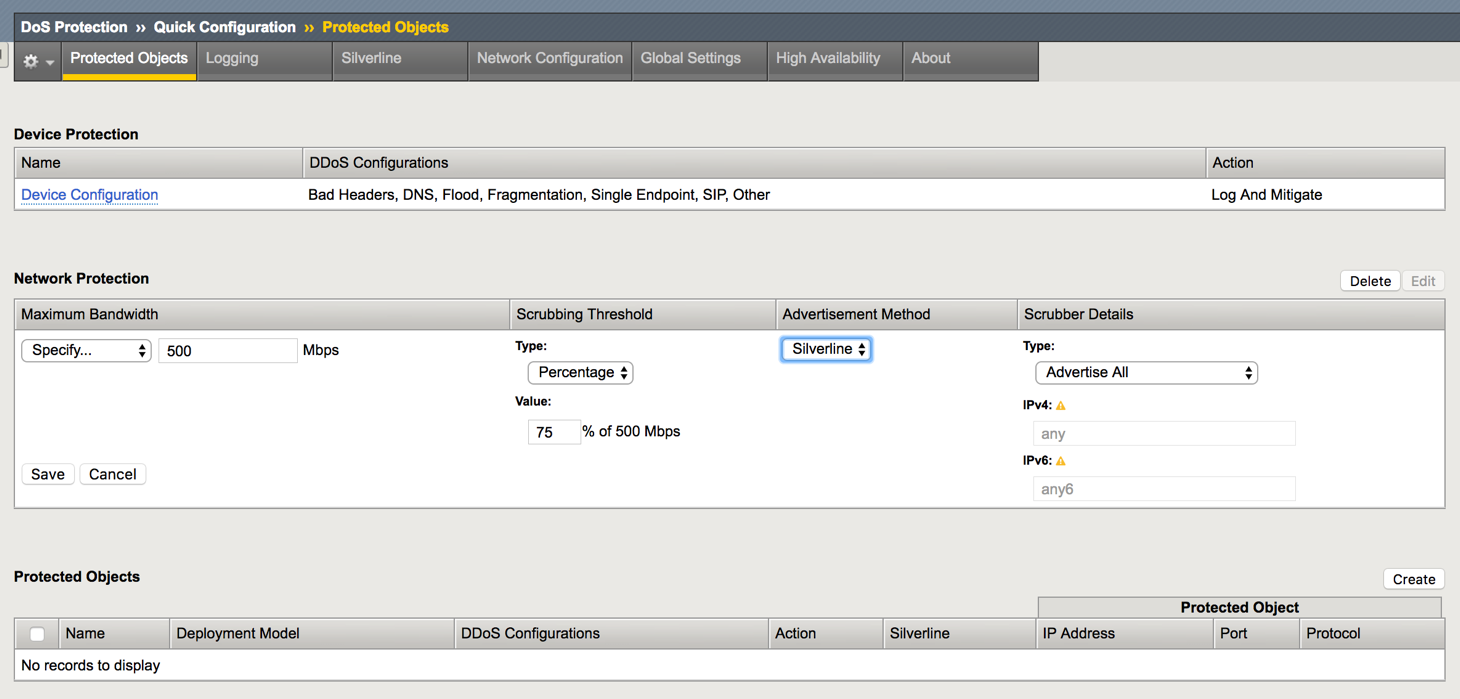 DoS Protection ›› Quick Configuration ›› Protected Objects
Protected Objects Logging Silverline Network Configuration Global Settings High Availability About
Device Protection
Name DDoS Configurations Action
Device Configuration Bad Headers, DNS, Flood, Fragmentation, Single Endpoint, SIP, Other Log And Mitigate
Network Protection Delete Edit
Maximum Bandwidth Scrubbing Threshold Advertisement Method Scrubber Details
Specify... 500 Mbps Type: Silverline Type:
Percentage Advertise All
Value: IPv4:
75 % of 500 Mbps any
IPv6:
Save Cancel any6
Protected Objects Create
Protected Object
Name Deployment Model DDoS Configurations Action Silverline IP Address Port Protocol
No records to display